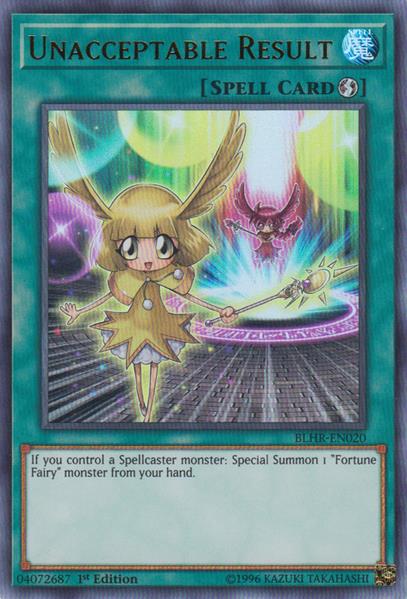 UNACCEPTABLE RESULT
SPELL
魔
[SPELL CARD]
BLHR-EN020
If you control a Spellcaster monster: Special Summon 1 "Fortune
Fairy" monster from your hand.
04072687 1st Edition ©1996 KAZUKI TAKAHASHI